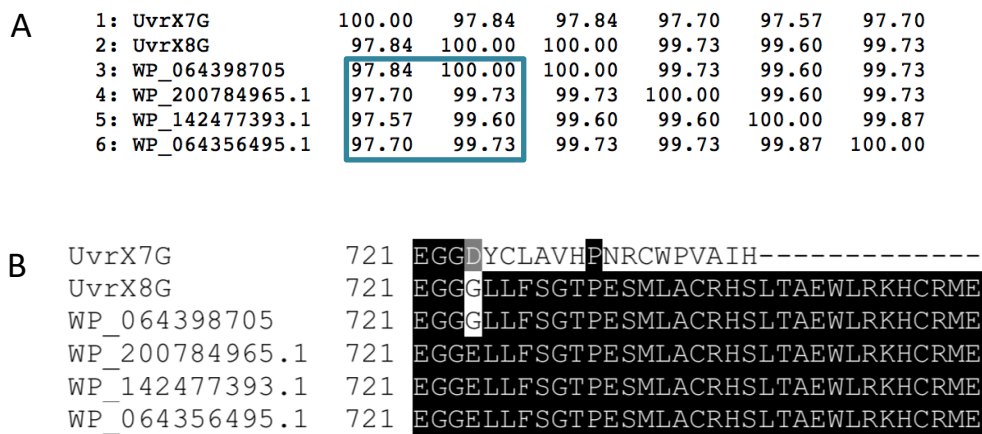 A
1: UvrX7G 100.00 97.84 97.84 97.70 97.57 97.70
2: UvrX8G 97.84 100.00 100.00 99.73 99.60 99.73
3: WP_064398705 97.84 100.00 100.00 99.73 99.60 99.73
4: WP_200784965.1 97.70 99.73 99.73 100.00 99.60 99.73
5: WP_142477393.1 97.57 99.60 99.60 99.60 100.00 99.87
6: WP_064356495.1 97.70 99.73 99.73 99.73 99.87 100.00
B
UvrX7G 721 EGGDYCLAVHPNRCWPVAIH-------------
UvrX8G 721 EGGGLLFSGTPESMLACRHSLTAEWLRKHCRME
WP_064398705 721 EGGGLLFSGTPESMLACRHSLTAEWLRKHCRME
WP_200784965.1 721 EGGELLFSGTPESMLACRHSLTAEWLRKHCRME
WP_142477393.1 721 EGGELLFSGTPESMLACRHSLTAEWLRKHCRME
WP_064356495.1 721 EGGELLFSGTPESMLACRHSLTAEWLRKHCRME